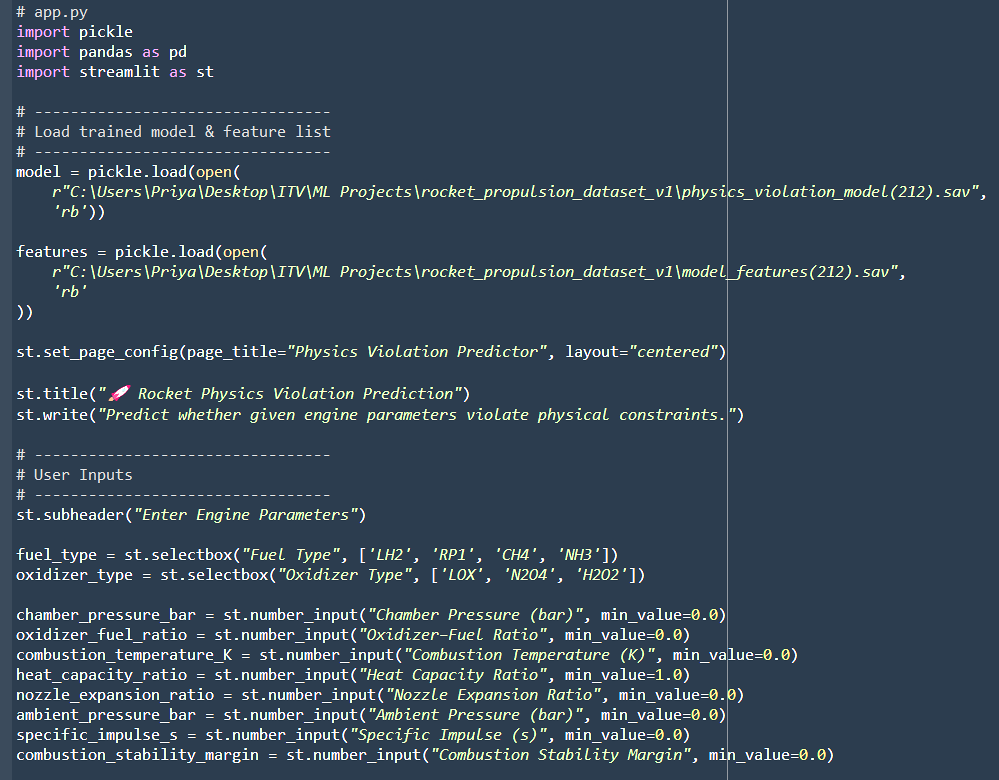 # app.py
import pickle
import pandas as pd
import streamlit as st
# ---------------------------------
# Load trained model & feature list
# ---------------------------------
model = pickle.load(open(
    r"C:\Users\Priya\Desktop\ITV\ML Projects\rocket_propulsion_dataset_v1\physics_violation_model(212).sav",
    'rb'))
features = pickle.load(open(
    r"C:\Users\Priya\Desktop\ITV\ML Projects\rocket_propulsion_dataset_v1\model_features(212).sav",
    'rb'
))
st.set_page_config(page_title="Physics Violation Predictor", layout="centered")
st.title("🚀 Rocket Physics Violation Prediction")
st.write("Predict whether given engine parameters violate physical constraints.")
# ---------------------------------
# User Inputs
# ---------------------------------
st.subheader("Enter Engine Parameters")
fuel_type = st.selectbox("Fuel Type", ['LH2', 'RP1', 'CH4', 'NH3'])
oxidizer_type = st.selectbox("Oxidizer Type", ['LOX', 'N2O4', 'H2O2'])
chamber_pressure_bar = st.number_input("Chamber Pressure (bar)", min_value=0.0)
oxidizer_fuel_ratio = st.number_input("Oxidizer–Fuel Ratio", min_value=0.0)
combustion_temperature_K = st.number_input("Combustion Temperature (K)", min_value=0.0)
heat_capacity_ratio = st.number_input("Heat Capacity Ratio", min_value=1.0)
nozzle_expansion_ratio = st.number_input("Nozzle Expansion Ratio", min_value=0.0)
ambient_pressure_bar = st.number_input("Ambient Pressure (bar)", min_value=0.0)
specific_impulse_s = st.number_input("Specific Impulse (s)", min_value=0.0)
combustion_stability_margin = st.number_input("Combustion Stability Margin", min_value=0.0)